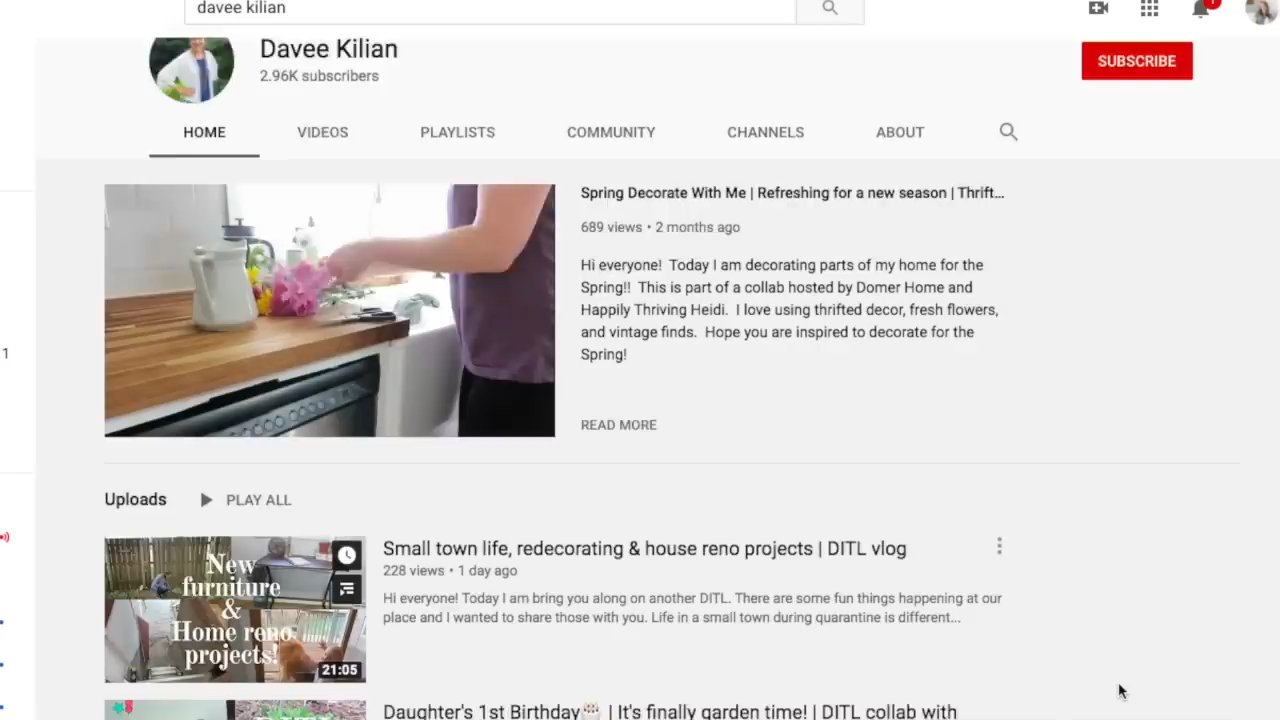 davee kilian
1
Davee Kilian
2.96K subscribers
SUBSCRIBE
HOME
VIDEOS
PLAYLISTS
COMMUNITY
CHANNELS
ABOUT
Spring Decorate With Me | Refreshing for a new season | Thrift...
689 views • 2 months ago
Hi everyone! Today I am decorating parts of my home for the
Spring!! This is part of a collab hosted by Domer Home and
Happily Thriving Heidi. I love using thrifted decor, fresh flowers,
and vintage finds. Hope you are inspired to decorate for the
Spring!
1
READ MORE
Uploads
PLAY ALL
New
furniture
&
Home reno
projects!
21:05
Small town life, redecorating & house reno projects | DITL vlog
228 views • 1 day ago
Hi everyone! Today I am bring you along on another DITL. There are some fun things happening at our
place and I wanted to share those with you. Life in a small town during quarantine is different...
Daughter's 1st Birthday🎂 | It's finally garden time! | DITL collab with